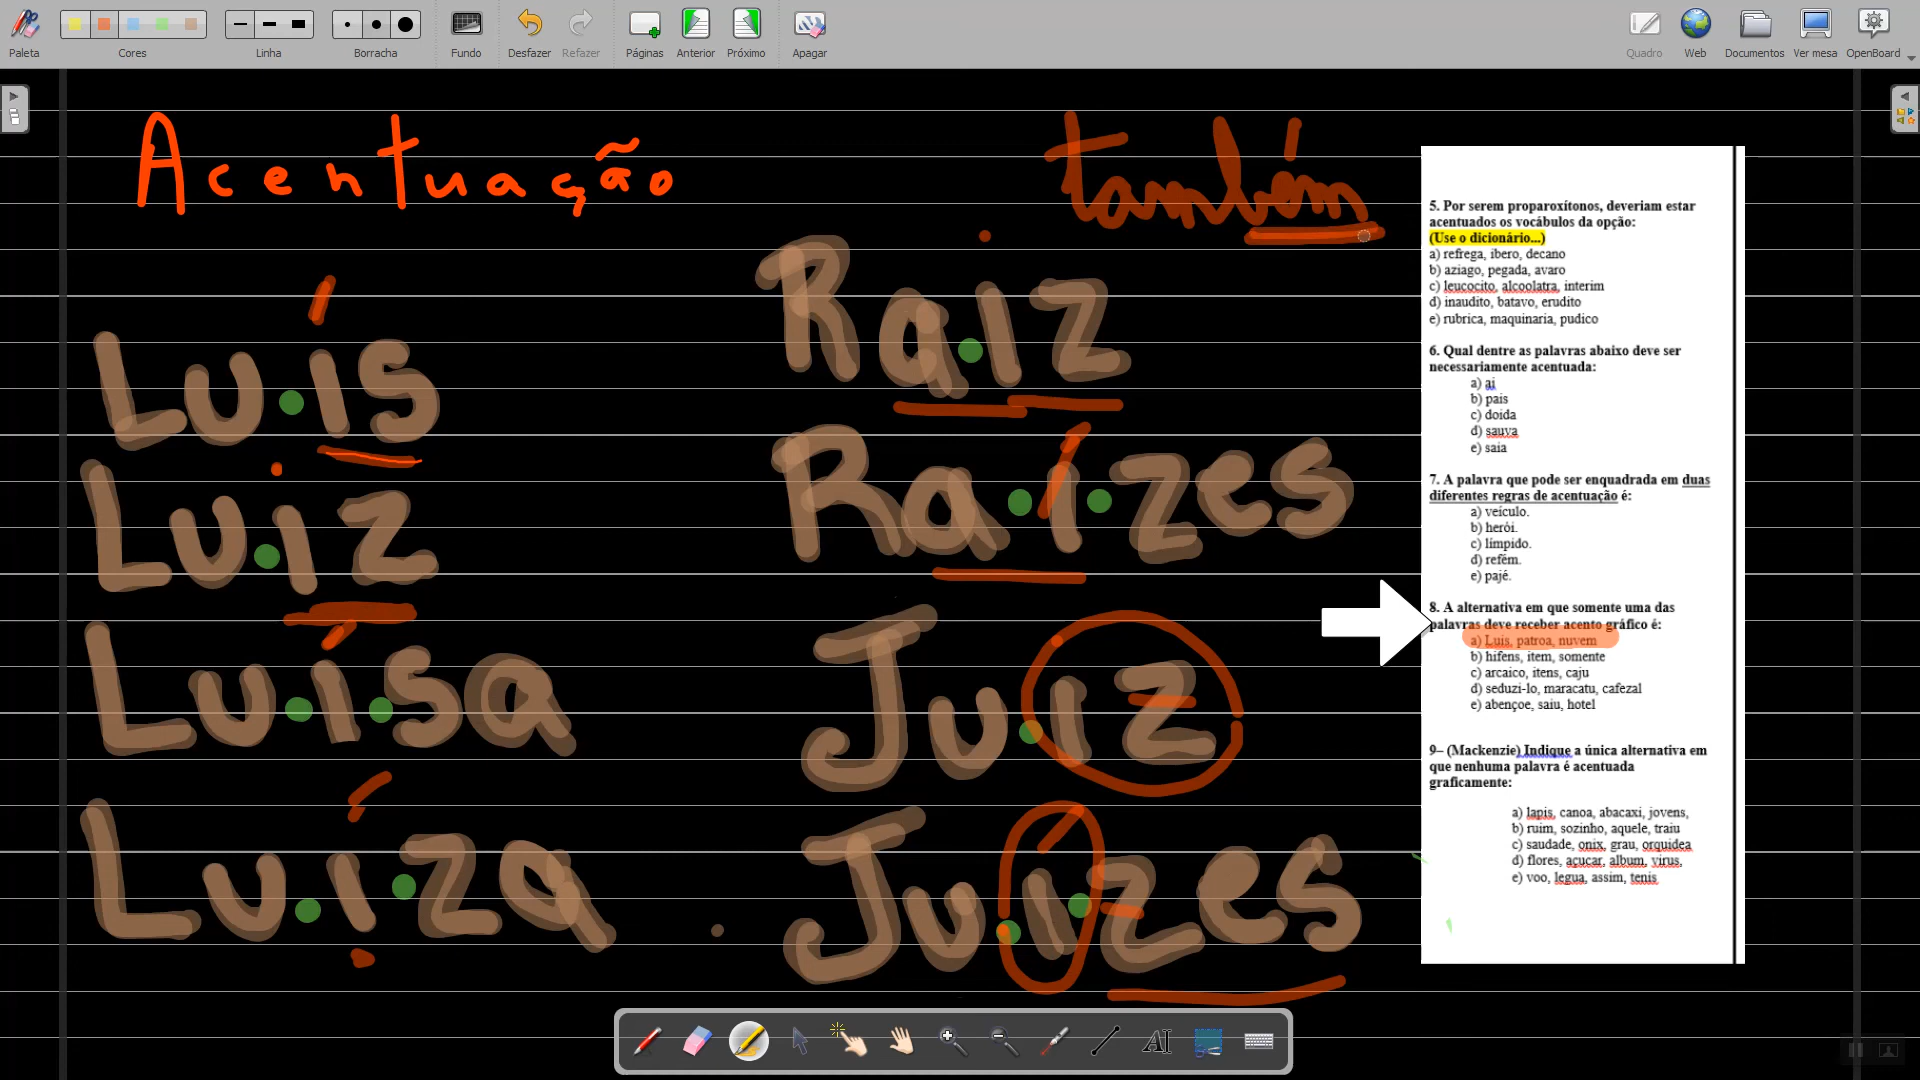 Paleta
Cores
Linha
Borracha
Fundo
Desfazer
Refazer
Páginas
Anterior
Próximo
Apagar
Quadro
Web
Documentos
Ver mesa
OpenBoard
Acentuação
também
Luís
Luiz
Luísa
Luíza
Raiz
Raízes
Juiz
Juízes
5. Por serem proparoxítonos, deveriam estar
acentuados os vocábulos da opção:
(Use o dicionário...)
a) refrega, ibero, decano
b) aziago, pegada, avaro
c) leucocito, alcoolatra, interim
d) inaudito, batavo, erudito
e) rubrica, maquinaria, pudico
6. Qual dentre as palavras abaixo deve ser
necessariamente acentuada:
a) ai
b) pais
c) doida
d) sauva
e) saia
7. A palavra que pode ser enquadrada em duas
diferentes regras de acentuação é:
a) veículo.
b) herói.
c) límpido.
d) refém.
e) pajé.
8. A alternativa em que somente uma das
palavras deve receber acento gráfico é:
a) Luis, patroa, nuvem
b) hifens, item, somente
c) arcaico, itens, caju
d) seduzi-lo, maracatu, cafezal
e) abençoe, saiu, hotel
9– (Mackenzie) Indique a única alternativa em
que nenhuma palavra é acentuada
graficamente:
a) lapis, canoa, abacaxi, jovens,
b) ruim, sozinho, aquele, traiu
c) saudade, onix, grau, orquidea
d) flores, açucar, album, virus,
e) voo, legua, assim, tenis